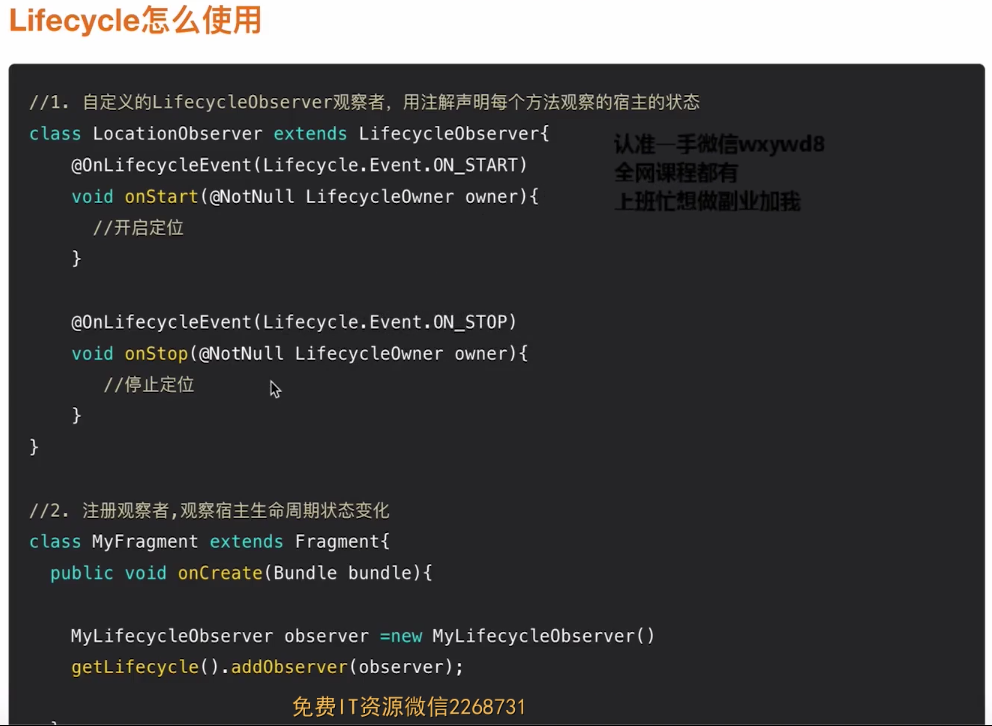 Lifecycle怎么使用
//1. 自定义的LifecycleObserver观察者，用注解声明每个方法观察的宿主的状态
class LocationObserver extends LifecycleObserver{
@OnLifecycleEvent(Lifecycle.Event.ON_START)
void onStart(@NotNull LifecycleOwner owner){
//开启定位
}
@OnLifecycleEvent(Lifecycle.Event.ON_STOP)
void onStop(@NotNull LifecycleOwner owner){
//停止定位
}
}
认准一手微信wxywd8
全网课程都有
上班忙想做副业加我
//2. 注册观察者,观察宿主生命周期状态变化
class MyFragment extends Fragment{
public void onCreate(Bundle bundle){
MyLifecycleObserver observer =new MyLifecycleObserver()
getLifecycle().addObserver(observer);
免费IT资源微信2268731